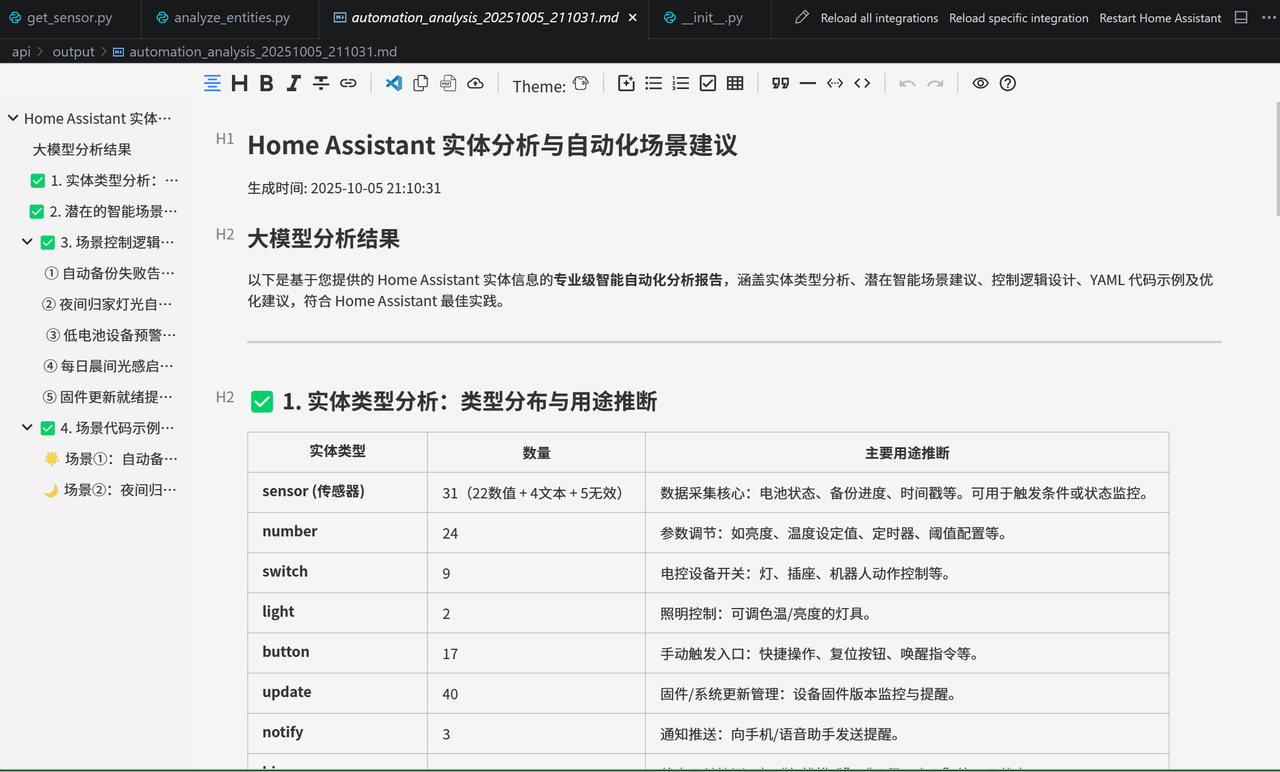 get_sensor.py
analyze_entities.py
automation_analysis_20251005_211031.md
__init__.py
Reload all integrations
Reload specific integration
Restart Home Assistant
api > output > automation_analysis_20251005_211031.md
Theme:
Home Assistant 实体···
大模型分析结果
✅ 1. 实体类型分析：···
✅ 2. 潜在的智能场景···
✅ 3. 场景控制逻辑···
① 自动备份失败告···
② 夜间归家灯光自···
③ 低电池设备预警···
④ 每日晨间光感启···
⑤ 固件更新就绪提···
✅ 4. 场景代码示例···
🌟 场景①：自动备···
🌙 场景②：夜间归···
H1 Home Assistant 实体分析与自动化场景建议
生成时间: 2025-10-05 21:10:31
H2 大模型分析结果
以下是基于您提供的 Home Assistant 实体信息的专业级智能自动化分析报告，涵盖实体类型分析、潜在智能场景建议、控制逻辑设计、YAML 代码示例及优
化建议，符合 Home Assistant 最佳实践。
H2 ✅ 1. 实体类型分析：类型分布与用途推断
实体类型 数量 主要用途推断
sensor (传感器) 31（22数值 + 4文本 + 5无效） 数据采集核心：电池状态、备份进度、时间戳等。可用于触发条件或状态监控。
number 24 参数调节：如亮度、温度设定值、定时器、阈值配置等。
switch 9 电控设备开关：灯、插座、机器人动作控制等。
light 2 照明控制：可调色温/亮度的灯具。
button 17 手动触发入口：快捷操作、复位按钮、唤醒指令等。
update 40 固件/系统更新管理：设备固件版本监控与提醒。
notify 3 通知推送：向手机/语音助手发送提醒。